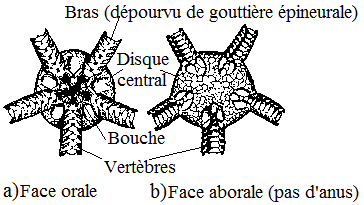 Bras (dépourvu de gouttière épineurale)
Disque
central
Bouche
Vertèbres
a)Face orale
b)Face aborale (pas d'anus)